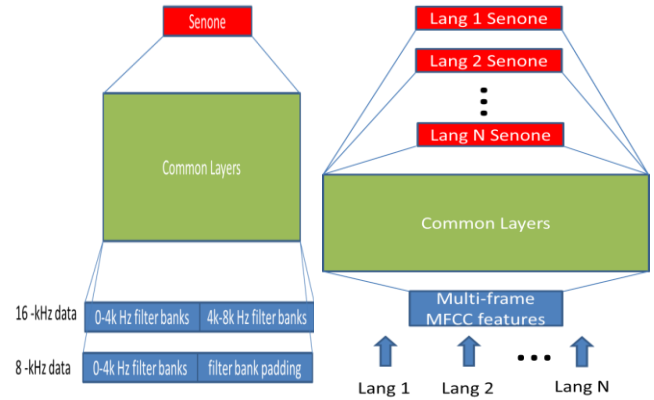 Senone
Common Layers
16 -kHz data
0-4k Hz filter banks
4k-8k Hz filter banks
8 -kHz data
0-4k Hz filter banks
filter bank padding
Lang 1 Senone
Lang 2 Senone
Lang N Senone
Common Layers
Multi-frame
MFCC features
Lang 1
Lang 2
Lang N